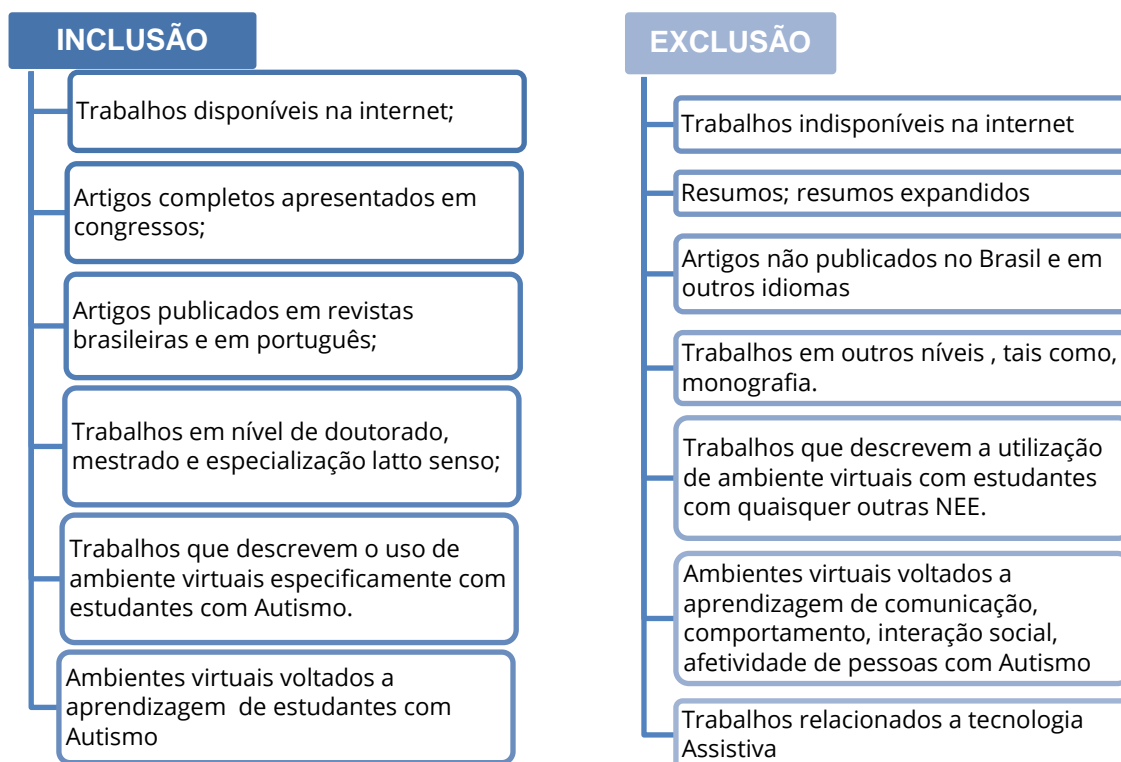 INCLUSÃO
Trabalhos disponíveis na internet;
Artigos completos apresentados em
congressos;
Artigos publicados em revistas
brasileiras e em português;
Trabalhos em nível de doutorado,
mestrado e especialização latto senso;
Trabalhos que descrevem o uso de
ambiente virtuais especificamente com
estudantes com Autismo.
Ambientes virtuais voltados a
aprendizagem  de estudantes com
Autismo
EXCLUSÃO
Trabalhos indisponíveis na internet
Resumos; resumos expandidos
Artigos não publicados no Brasil e em
outros idiomas
Trabalhos em outros níveis , tais como,
monografia.
Trabalhos que descrevem a utilização
de ambiente virtuais com estudantes
com quaisquer outras NEE.
Ambientes virtuais voltados a
aprendizagem de comunicação,
comportamento, interação social,
afetividade de pessoas com Autismo
Trabalhos relacionados a tecnologia
Assistiva